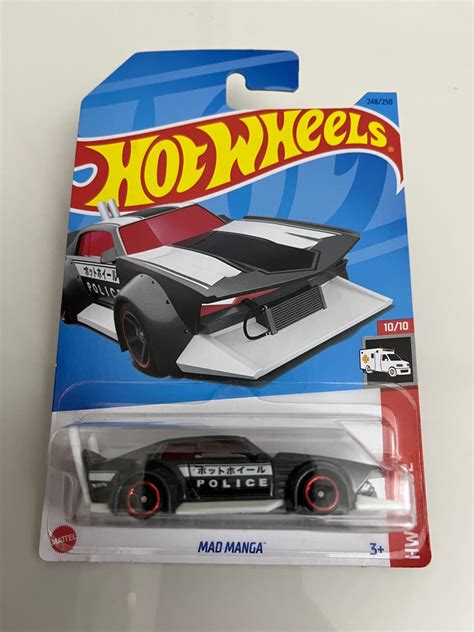 248/250
HOT WHEELS
ホットホイール
POLICE
10/10
ホットホイール
POLICE
MATTEL
MAD MANGA™
3+
HW